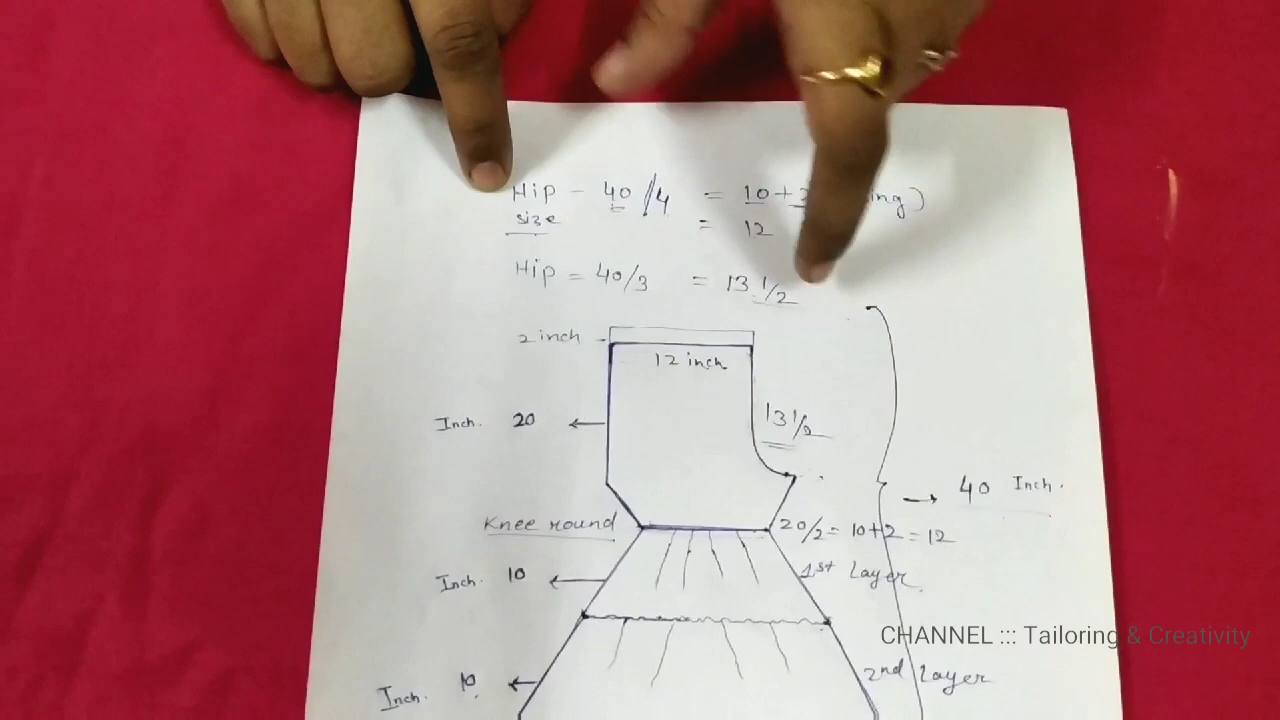 Hip - 40/4 = 10+ ing)
size = 12
Hip = 40/3 = 13 1/2
2 inch
12 inch
Inch. 20
13 1/2
40 Inch.
Knee round
20/2 = 10+2 = 12
Inch. 10
1st Layer.
CHANNEL ::: Tailoring & Creativity
2nd Layer
Inch. 10